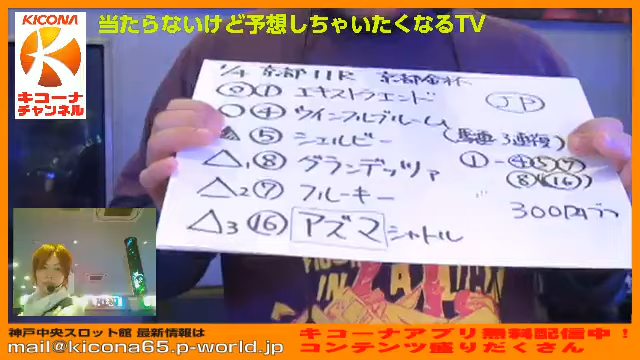 KICONA
キコーナ
チャンネル
当たらないけど予想しちゃいたくなるTV
1/4 京都11R 京都金杯
◎① エキストラエンド
JP
○④ ウインフルブルーム
▲⑤ シェルビー
(馬連・3連複)
△1⑧ グランデッツァ
①-④⑤⑦
△2⑦ フルーキー
⑧⑯)
△3⑯ アズマシャトル
300円ブつ
神戸中央スロット館 最新情報は
mail@kicona65.p-world.jp
キコーナアプリ無料配信中!
コンテンツ盛りだくさん